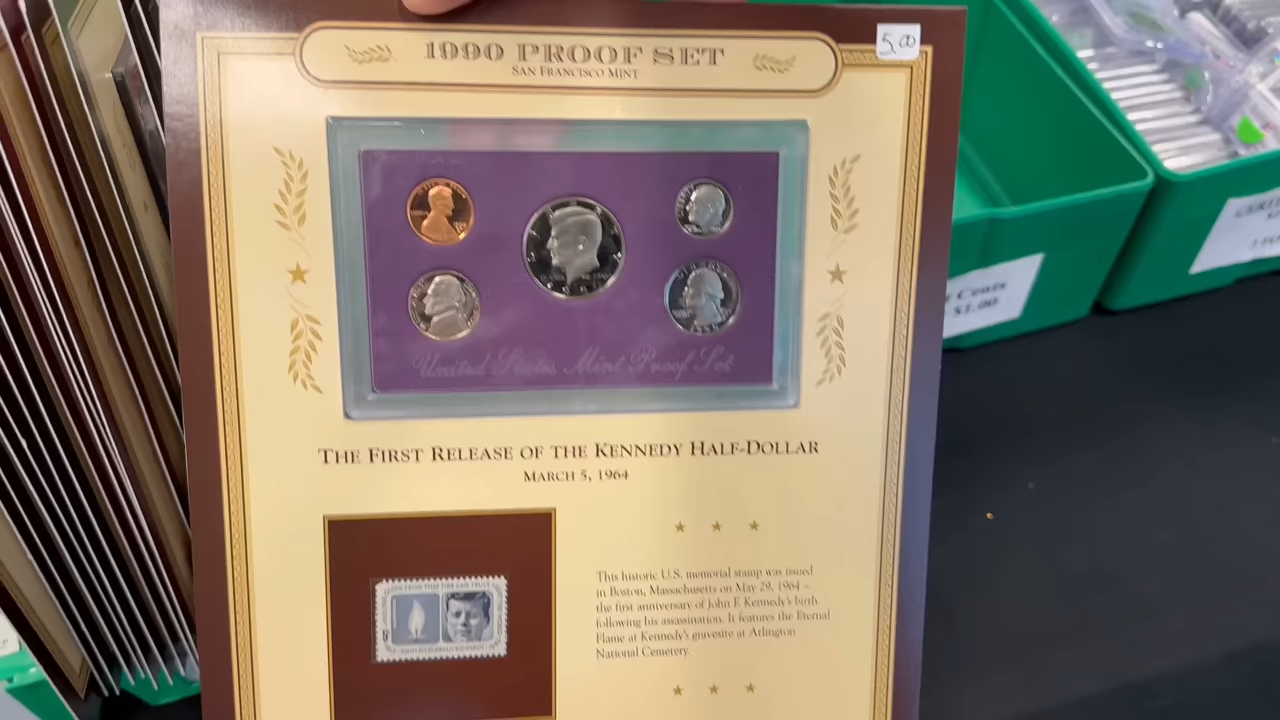 1990 PROOF SET
SAN FRANCISCO MINT
5.00
United States Mint Proof Set
THE FIRST RELEASE OF THE KENNEDY HALF-DOLLAR
MARCH 5, 1964
This historic U.S. memorial stamp was issued
in Boston, Massachusetts on May 29, 1964 –
the first anniversary of John F. Kennedy's birth
following his assassination. It features the Eternal
Flame at Kennedy's gravesite at Arlington
National Cemetery.
Cents
$1.00